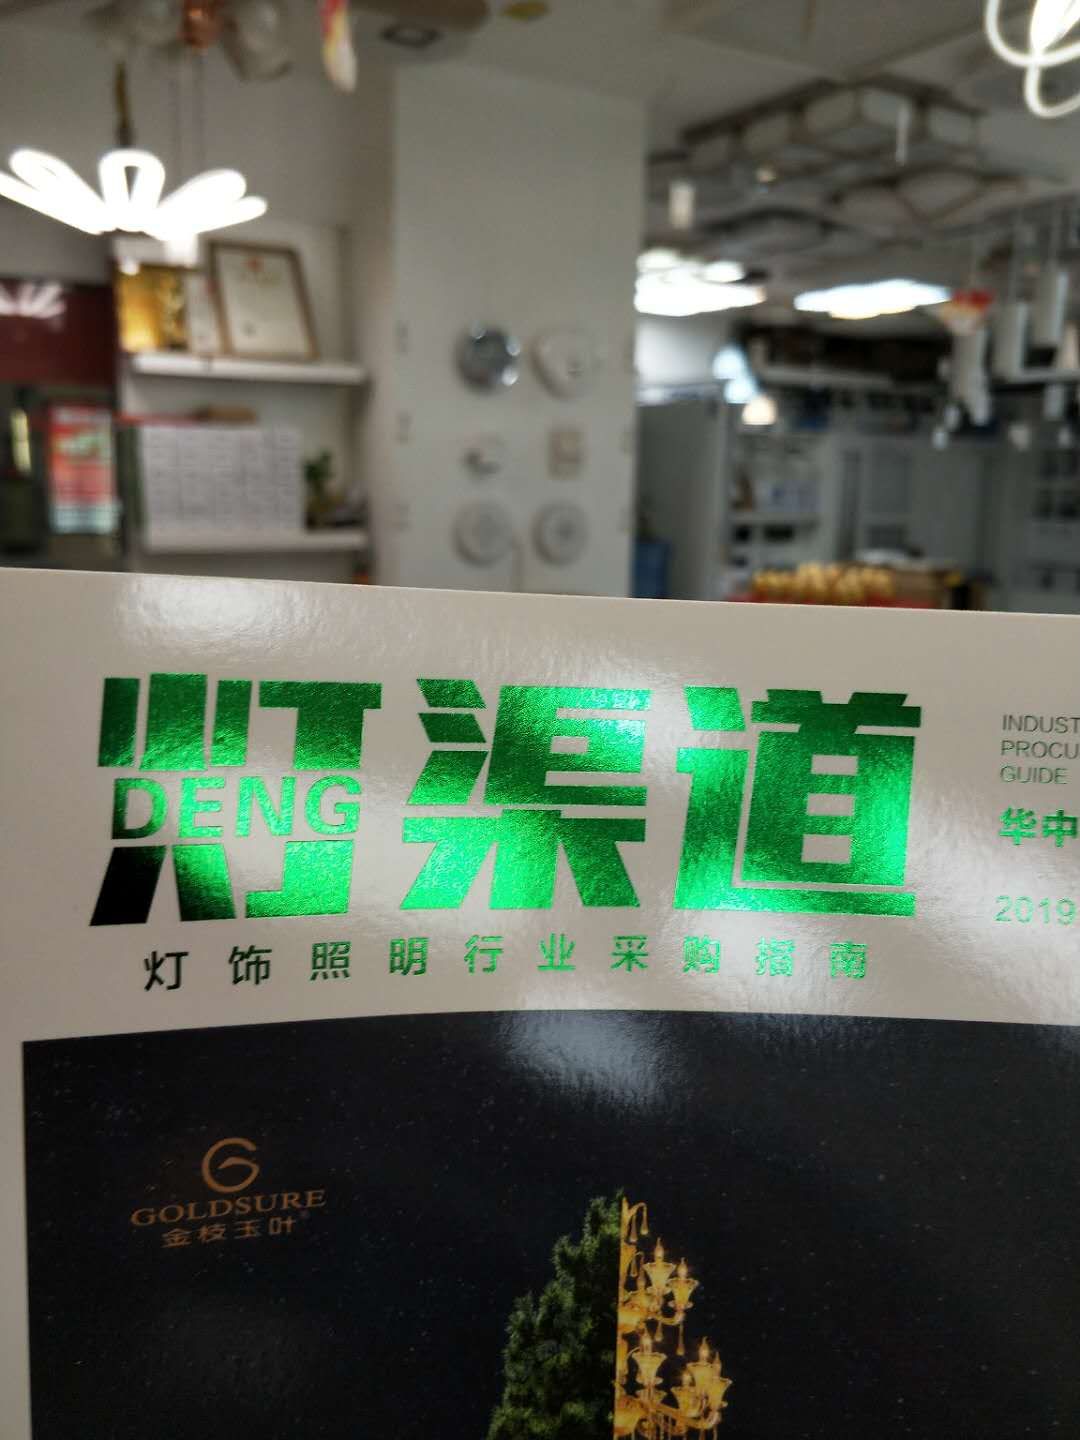 灯渠道
DENG
灯饰照明行业采购指南
INDUST
PROCU
GUIDE
华中
2019
GOLDSURE
金枝玉叶